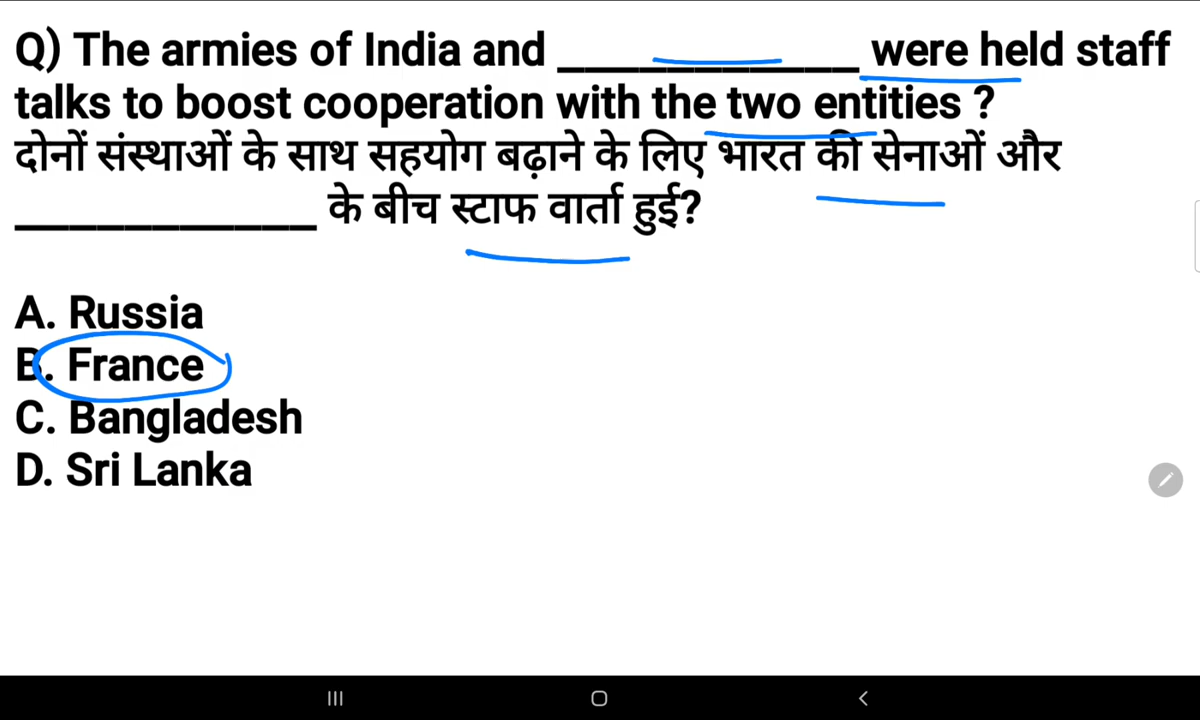 Q) The armies of India and ____________ were held staff
talks to boost cooperation with the two entities ?
दोनों संस्थाओं के साथ सहयोग बढ़ाने के लिए भारत की सेनाओं और
____________ के बीच स्टाफ वार्ता हुई?
A. Russia
B. France
C. Bangladesh
D. Sri Lanka